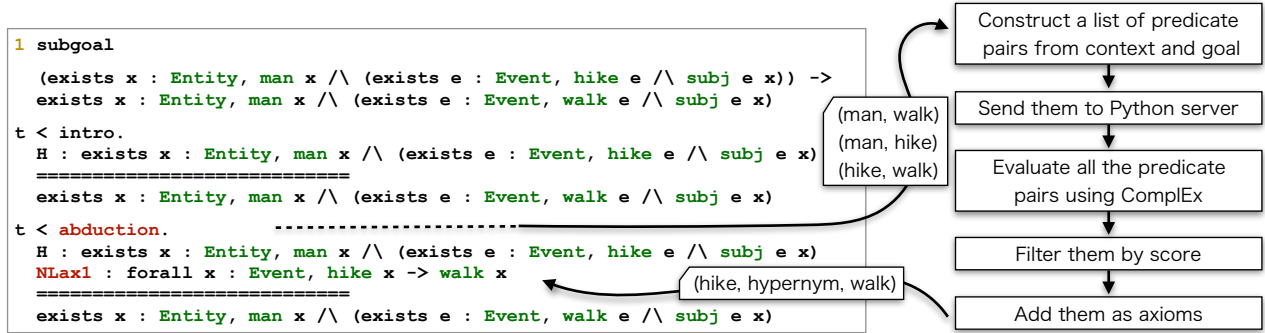 1 subgoal
(exists x : Entity, man x /\ (exists e : Event, hike e /\ subj e x)) ->
exists x : Entity, man x /\ (exists e : Event, walk e /\ subj e x)
t < intro.
H : exists x : Entity, man x /\ (exists e : Event, hike e /\ subj e x)
=============================
exists x : Entity, man x /\ (exists e : Event, walk e /\ subj e x)
t < abduction.
H : exists x : Entity, man x /\ (exists e : Event, hike e /\ subj e x)
NLax1 : forall x : Event, hike x -> walk x
=============================
exists x : Entity, man x /\ (exists e : Event, walk e /\ subj e x)
(man, walk)
(man, hike)
(hike, walk)
(hike, hypernym, walk)
Construct a list of predicate
pairs from context and goal
Send them to Python server
Evaluate all the predicate
pairs using ComplEx
Filter them by score
Add them as axioms